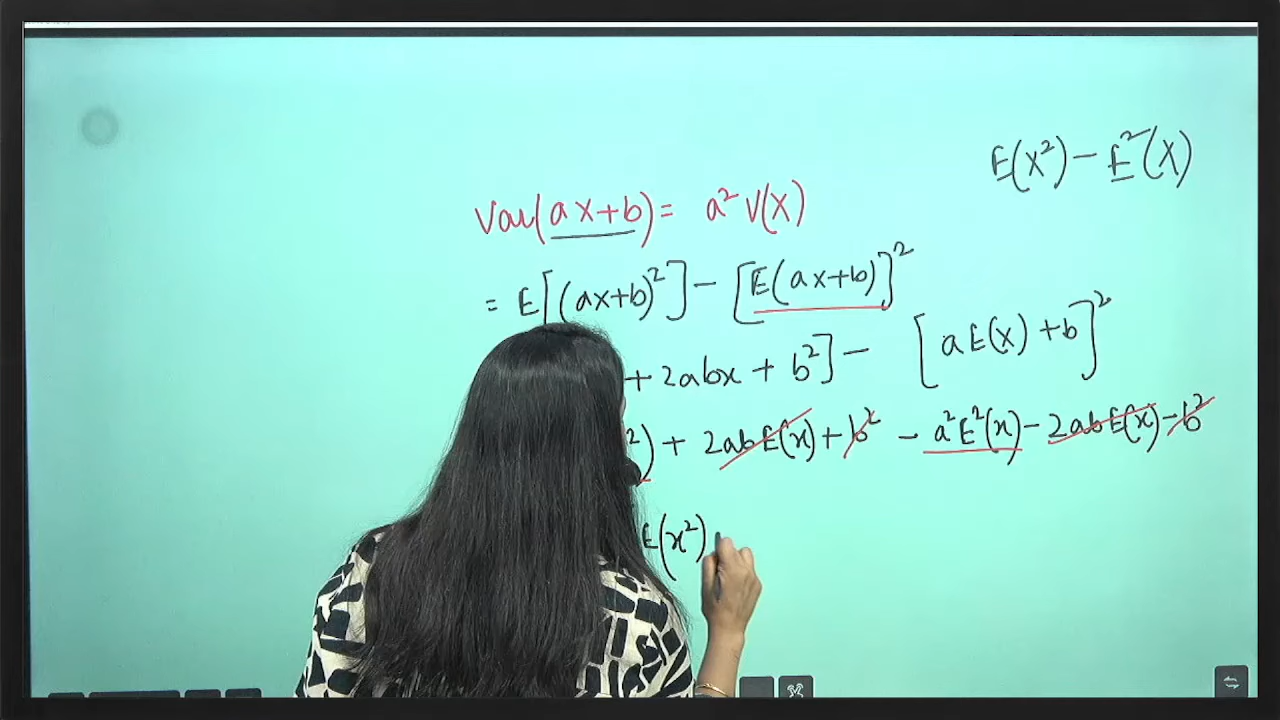 E(X²) - E²(X)
Var(ax+b) = a² V(X)
= E[(ax+b)²] - [E(ax+b)]²
+ 2abx + b²] - [aE(x) + b]²
²) + 2abE(x) + b² - a²E²(x) - 2abE(x) - b²
E(x²)